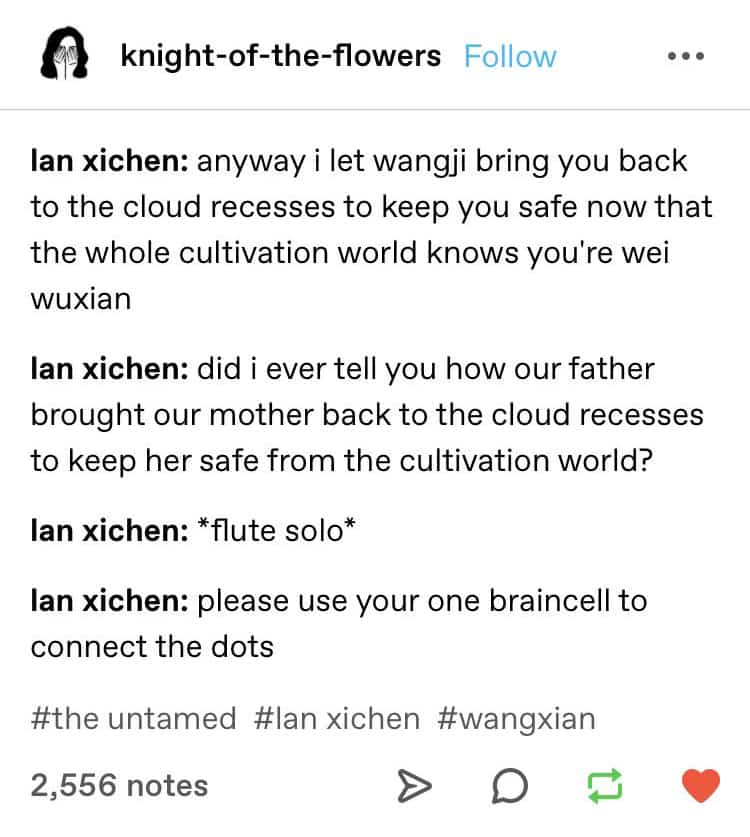 knight-of-the-flowers Follow
lan xichen: anyway i let wangji bring you back
to the cloud recesses to keep you safe now that
the whole cultivation world knows you're wei
wuxian
lan xichen: did i ever tell you how our father
brought our mother back to the cloud recesses
to keep her safe from the cultivation world?
lan xichen: *flute solo*
lan xichen: please use your one braincell to
connect the dots
#the untamed #lan xichen #wangxian
2,556 notes